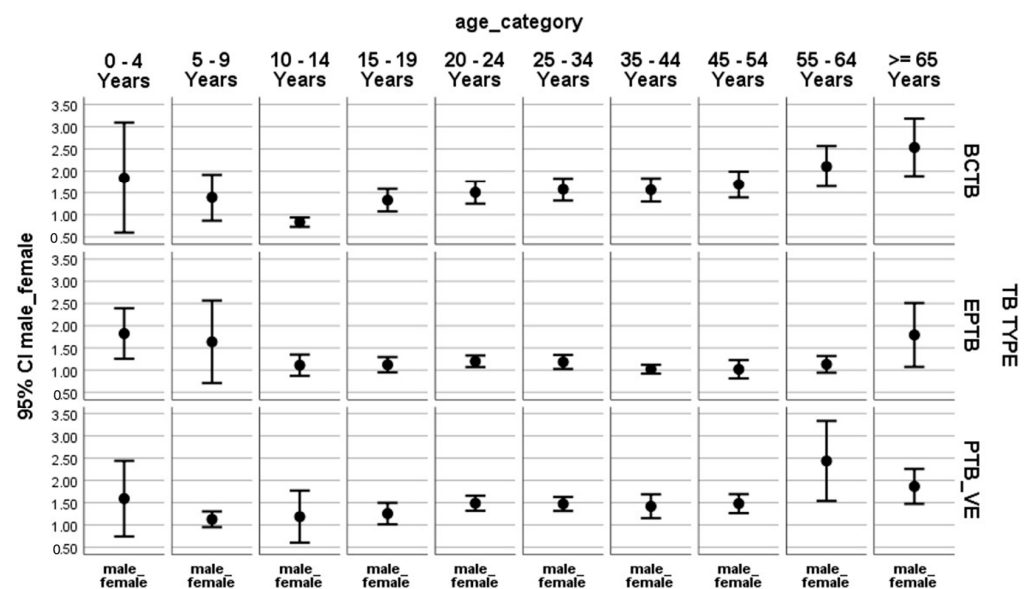 age_category
0 - 4 Years
5 - 9 Years
10 - 14 Years
15 - 19 Years
20 - 24 Years
25 - 34 Years
35 - 44 Years
45 - 54 Years
55 - 64 Years
>= 65 Years
95% CI male_female
3.50
3.00
2.50
2.00
1.50
1.00
0.50
BCTB
3.50
3.00
2.50
2.00
1.50
1.00
0.50
EPTB
TB TYPE
3.50
3.00
2.50
2.00
1.50
1.00
0.50
PTB_VE
male_ male_ male_ male_ male_ male_ male_ male_ male_ male_
female female female female female female female female female female